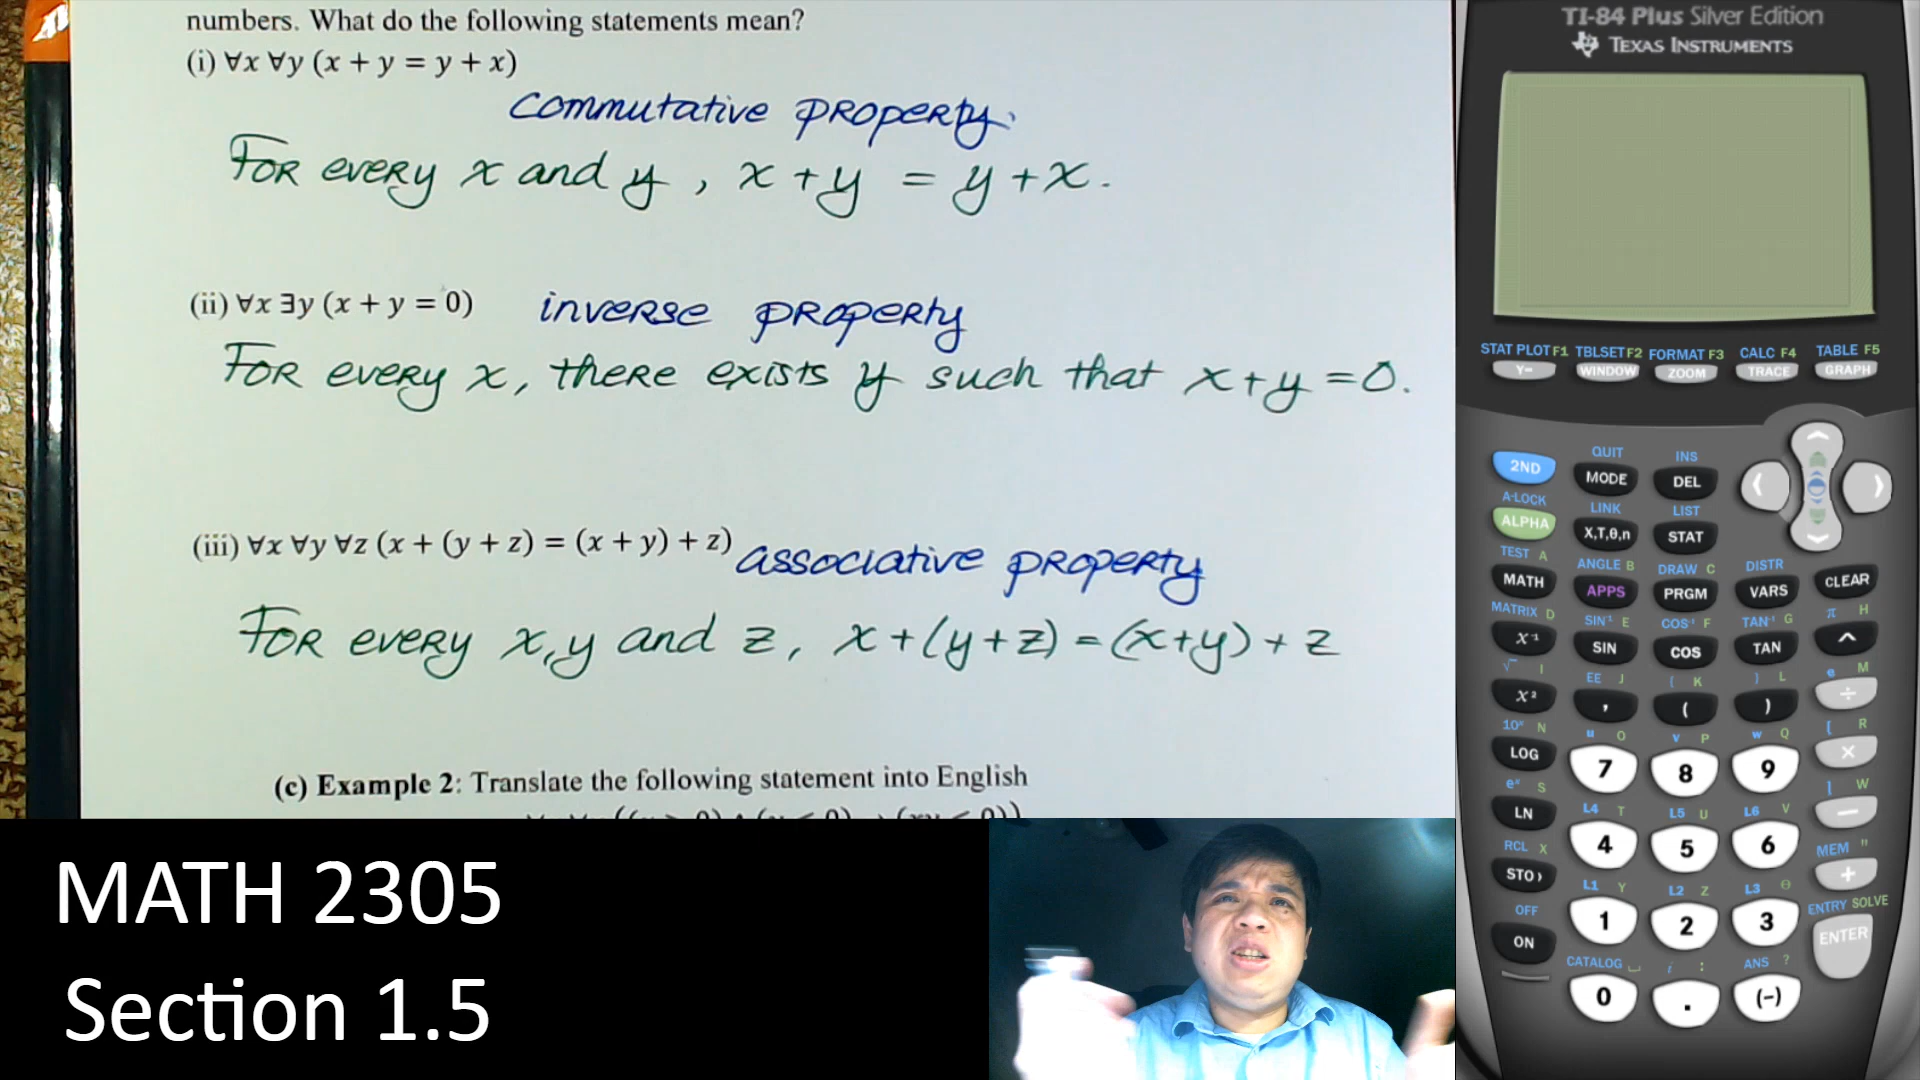 numbers. What do the following statements mean?
(i) ∀x ∀y (x + y = y + x)
Commutative property.
For every x and y, x + y = y + x.
(ii) ∀x ∃y (x + y = 0)
inverse property
For every x, there exists y such that x + y = 0.
(iii) ∀x ∀y ∀z (x + (y + z) = (x + y) + z)
associative property
For every x, y and z, x + (y + z) = (x + y) + z
(c) Example 2: Translate the following statement into English
MATH 2305
Section 1.5
TI-84 Plus Silver Edition
TEXAS INSTRUMENTS
STAT PLOT F1 TBLSET F2 FORMAT F3 CALC F4 TABLE F5
Y= WINDOW ZOOM TRACE GRAPH
QUIT INS
2ND MODE DEL
A-LOCK LINK LIST
ALPHA X,T,θ,n STAT
TEST A ANGLE B DRAW C DISTR
MATH APPS PRGM VARS CLEAR
MATRIX D SIN⁻¹ E COS⁻¹ F TAN⁻¹ G π H
x⁻¹ SIN COS TAN ^
√ I EE J { K } L e M
x² , ( ) ÷
10ˣ N u O v P w Q [ R
LOG 7 8 9 ×
eˣ S L4 T L5 U L6 V ] W
LN 4 5 6 −
RCL X L1 Y L2 Z L3 θ MEM "
STO› 1 2 3 +
OFF CATALOG ⎵ i : ANS ? ENTRY SOLVE
ON 0 . (−) ENTER